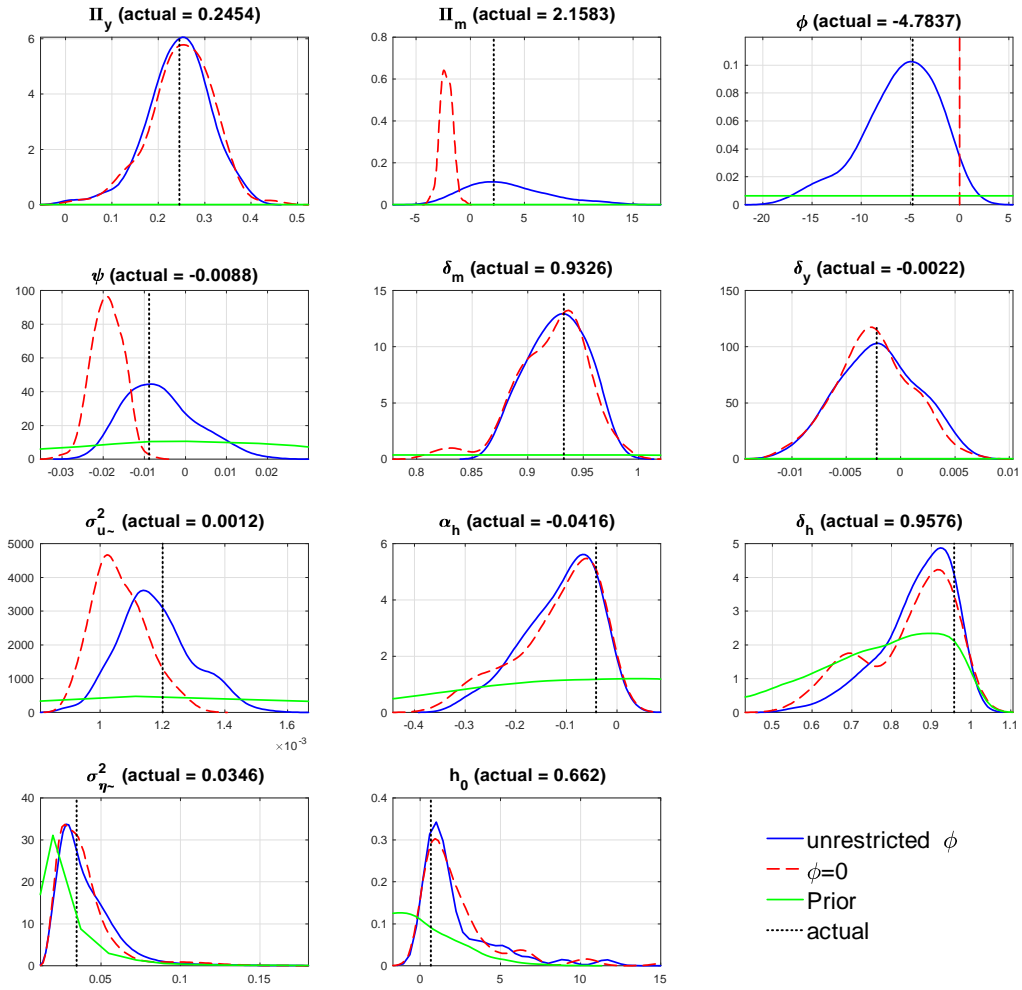 Π_y (actual = 0.2454)
6
4
2
0
0 0.1 0.2 0.3 0.4 0.5
Π_m (actual = 2.1583)
0.8
0.6
0.4
0.2
0
-5 0 5 10 15
ϕ (actual = -4.7837)
0.1
0.08
0.06
0.04
0.02
0
-20 -15 -10 -5 0 5
ψ (actual = -0.0088)
100
80
60
40
20
0
-0.03 -0.02 -0.01 0 0.01 0.02
δ_m (actual = 0.9326)
15
10
5
0
0.8 0.85 0.9 0.95 1
δ_y (actual = -0.0022)
150
100
50
0
-0.01 -0.005 0 0.005 0.01
σ²_u~ (actual = 0.0012)
5000
4000
3000
2000
1000
0
1 1.2 1.4 1.6
×10⁻³
α_h (actual = -0.0416)
6
4
2
0
-0.4 -0.3 -0.2 -0.1 0
δ_h (actual = 0.9576)
5
4
3
2
1
0
0.5 0.6 0.7 0.8 0.9 1 1.1
σ²_η~ (actual = 0.0346)
40
30
20
10
0
0.05 0.1 0.15
h_0 (actual = 0.662)
0.4
0.3
0.2
0.1
0
0 5 10 15
unrestricted ϕ
ϕ=0
Prior
actual